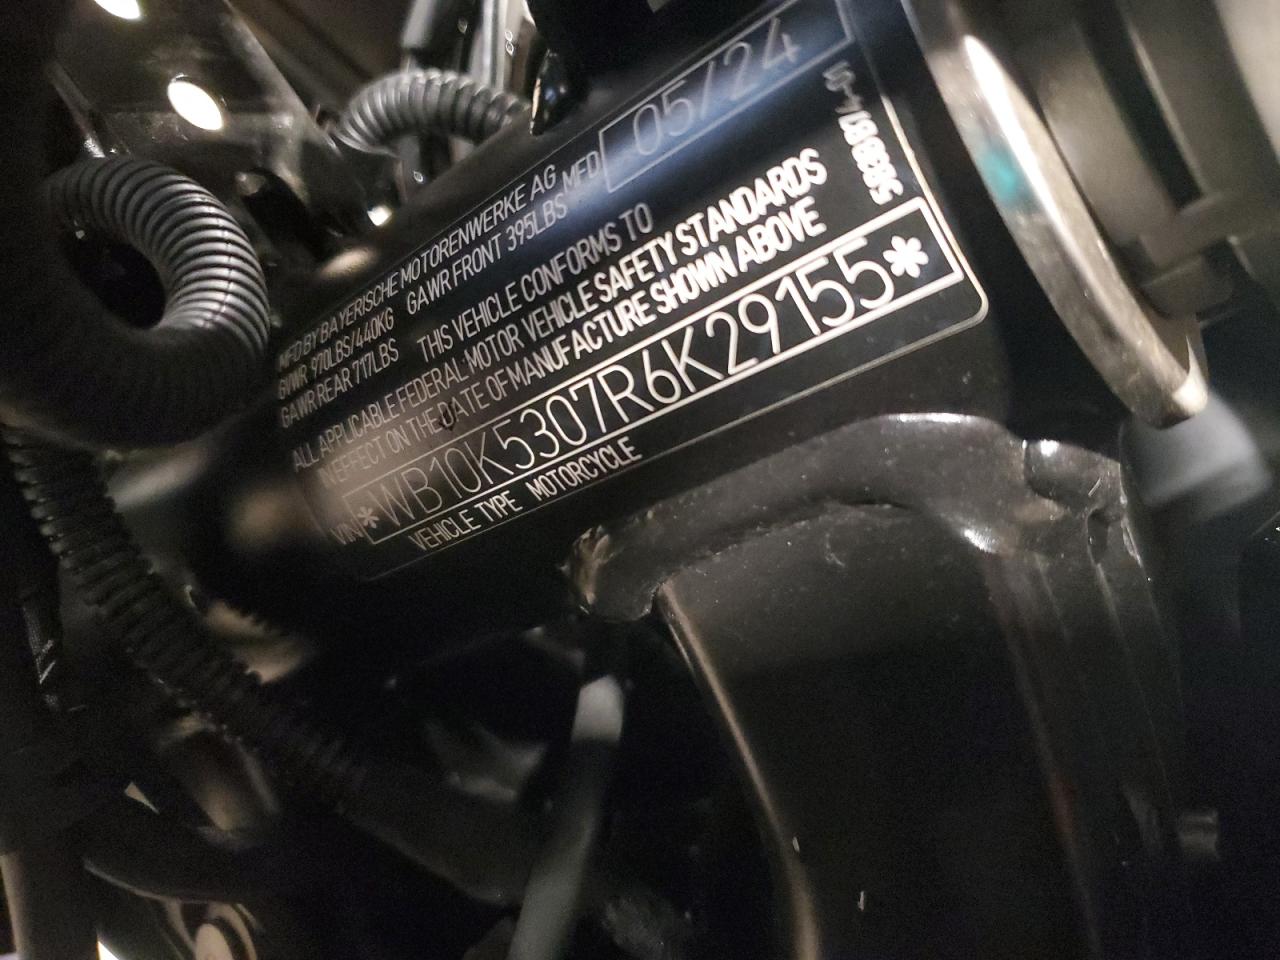 MFD BY BAYERISCHE MOTORENWERKE AG MFD 05/24
GVWR 970LBS/440KG GAWR FRONT 395LBS
GAWR REAR 717LBS
THIS VEHICLE CONFORMS TO
ALL APPLICABLE FEDERAL MOTOR VEHICLE SAFETY STANDARDS
IN EFFECT ON THE DATE OF MANUFACTURE SHOWN ABOVE
VIN *WB10K5307R6K29155*
VEHICLE TYPE MOTORCYCLE